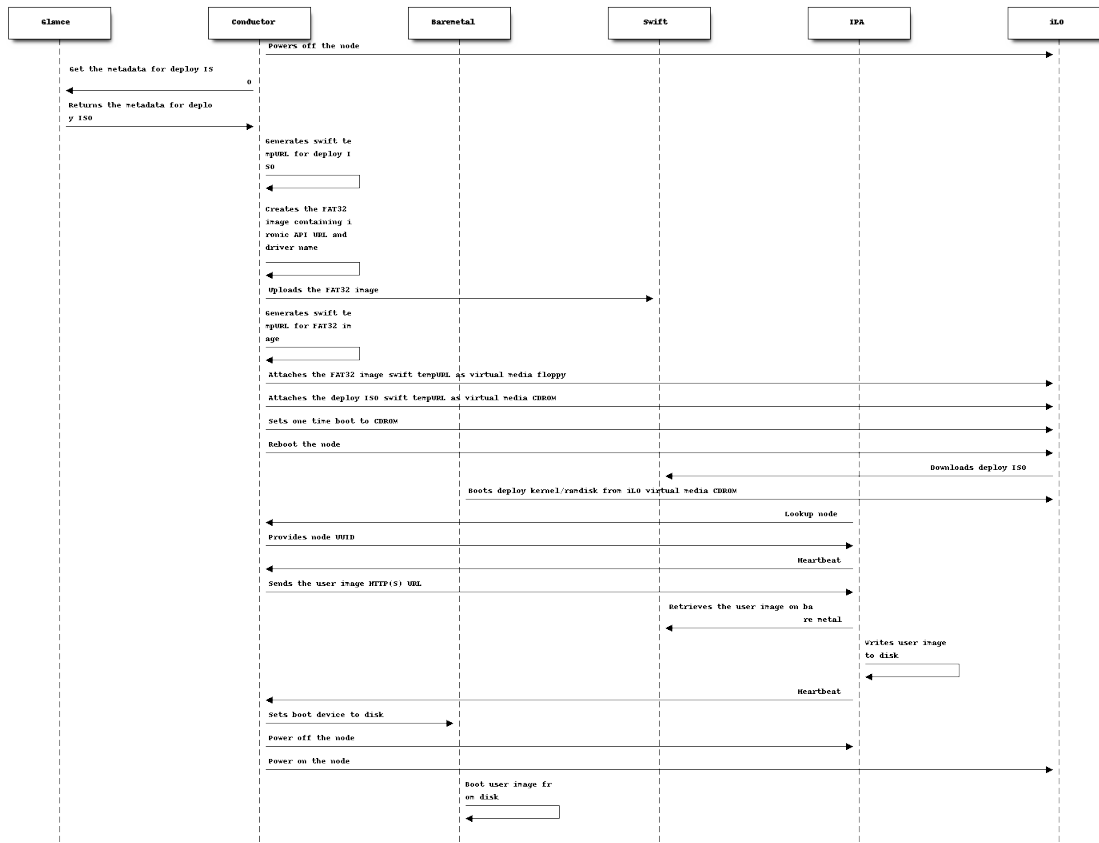 Glance
Conductor
Baremetal
Swift
IPA
iLO
Powers off the node
Get the metadata for deploy IS
O
Returns the metadata for deplo
y ISO
Generates swift te
mpURL for deploy I
SO
Creates the FAT32
image containing i
ronic API URL and
driver name
Uploads the FAT32 image
Generates swift te
mpURL for FAT32 im
age
Attaches the FAT32 image swift tempURL as virtual media floppy
Attaches the deploy ISO swift tempURL as virtual media CDROM
Sets one time boot to CDROM
Reboot the node
Downloads deploy ISO
Boots deploy kernel/ramdisk from iLO virtual media CDROM
Lookup node
Provides node UUID
Heartbeat
Sends the user image HTTP(S) URL
Retrieves the user image on ba
re metal
Writes user image
to disk
Heartbeat
Sets boot device to disk
Power off the node
Power on the node
Boot user image fr
om disk